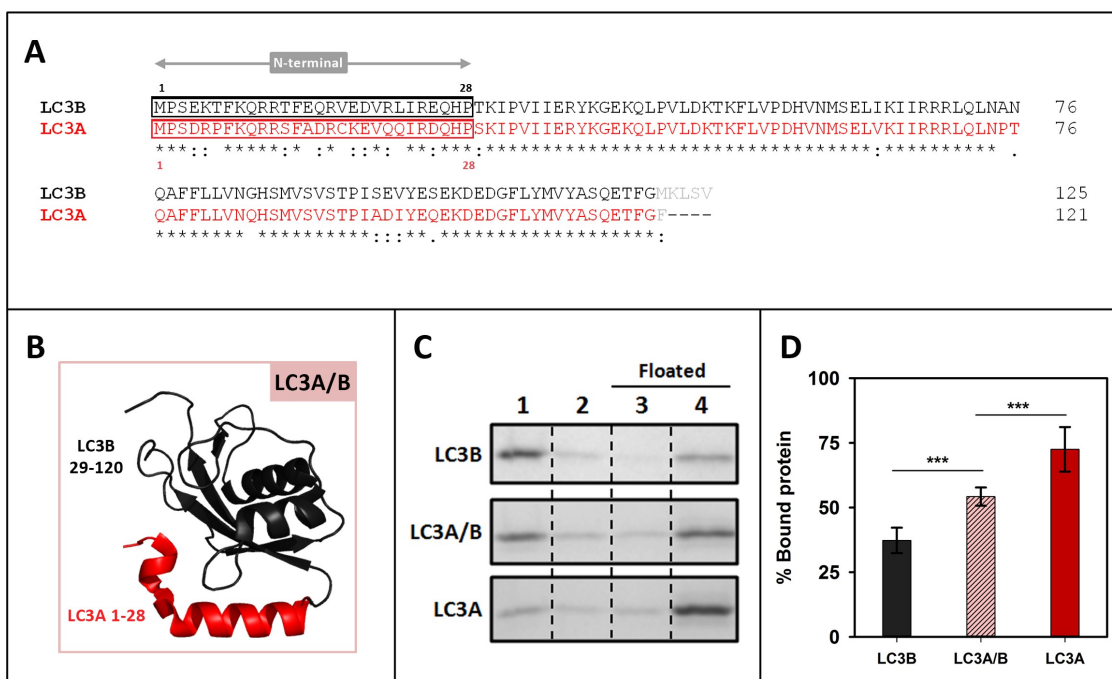 A
N-terminal
1 28
LC3B MPSEKTFKQRRTFEQRVEDVRLIREQHPTKIPVIIERYKGEKQLPVLDKTKFLVPDHVNMSELIKIIRRRLQLNAN 76
LC3A MPSDRPFKQRRSFADRCKEVQQIRDQHPSKIPVIIERYKGEKQLPVLDKTKFLVPDHVNMSELVKIIRRRLQLNPT 76
***:: *****:* :* ::*: **:***:**********************************:********** .
1 28
LC3B QAFFLLVNGHSMVSVSTPISEVYESEKDEDGFLYMVYASQETFGMKLSV 125
LC3A QAFFLLVNQHSMVSVSTPIADIYEQEKDEDGFLYMVYASQETFGF---- 121
******** **********:::**.*******************:
B
LC3A/B
LC3B
29-120
LC3A 1-28
C
Floated
1 2 3 4
LC3B
LC3A/B
LC3A
D
% Bound protein
100
75
50
25
0
***
***
LC3B LC3A/B LC3A